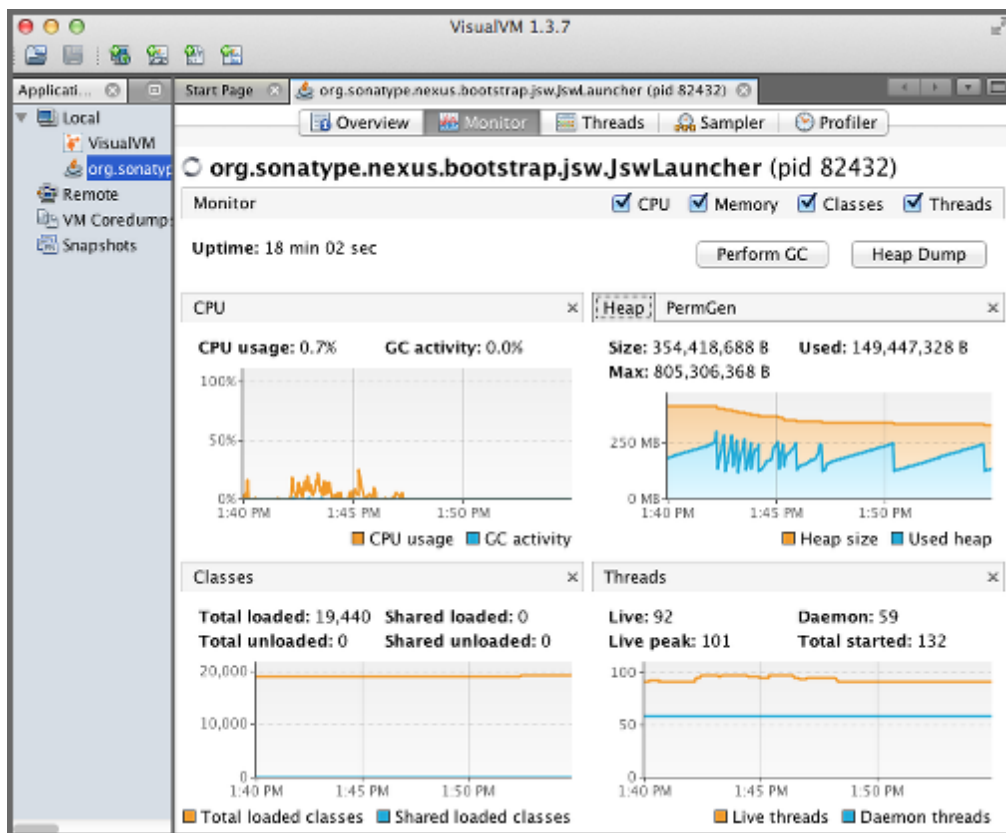 VisualVM 1.3.7
Applicati...
Start Page
org.sonatype.nexus.bootstrap.jsw.JswLauncher (pid 82432)
Local
VisualVM
org.sonatyp
Remote
VM Coredump
Snapshots
Overview Monitor Threads Sampler Profiler
org.sonatype.nexus.bootstrap.jsw.JswLauncher (pid 82432)
Monitor CPU Memory Classes Threads
Uptime: 18 min 02 sec Perform GC Heap Dump
CPU
CPU usage: 0.7% GC activity: 0.0%
100%
50%
0%
1:40 PM 1:45 PM 1:50 PM
CPU usage GC activity
Heap PermGen
Size: 354,418,688 B Used: 149,447,328 B
Max: 805,306,368 B
250 MB
0 MB
1:40 PM 1:45 PM 1:50 PM
Heap size Used heap
Classes
Total loaded: 19,440 Shared loaded: 0
Total unloaded: 0 Shared unloaded: 0
20,000
10,000
0
1:40 PM 1:45 PM 1:50 PM
Total loaded classes Shared loaded classes
Threads
Live: 92 Daemon: 59
Live peak: 101 Total started: 132
100
50
0
1:40 PM 1:45 PM 1:50 PM
Live threads Daemon threads